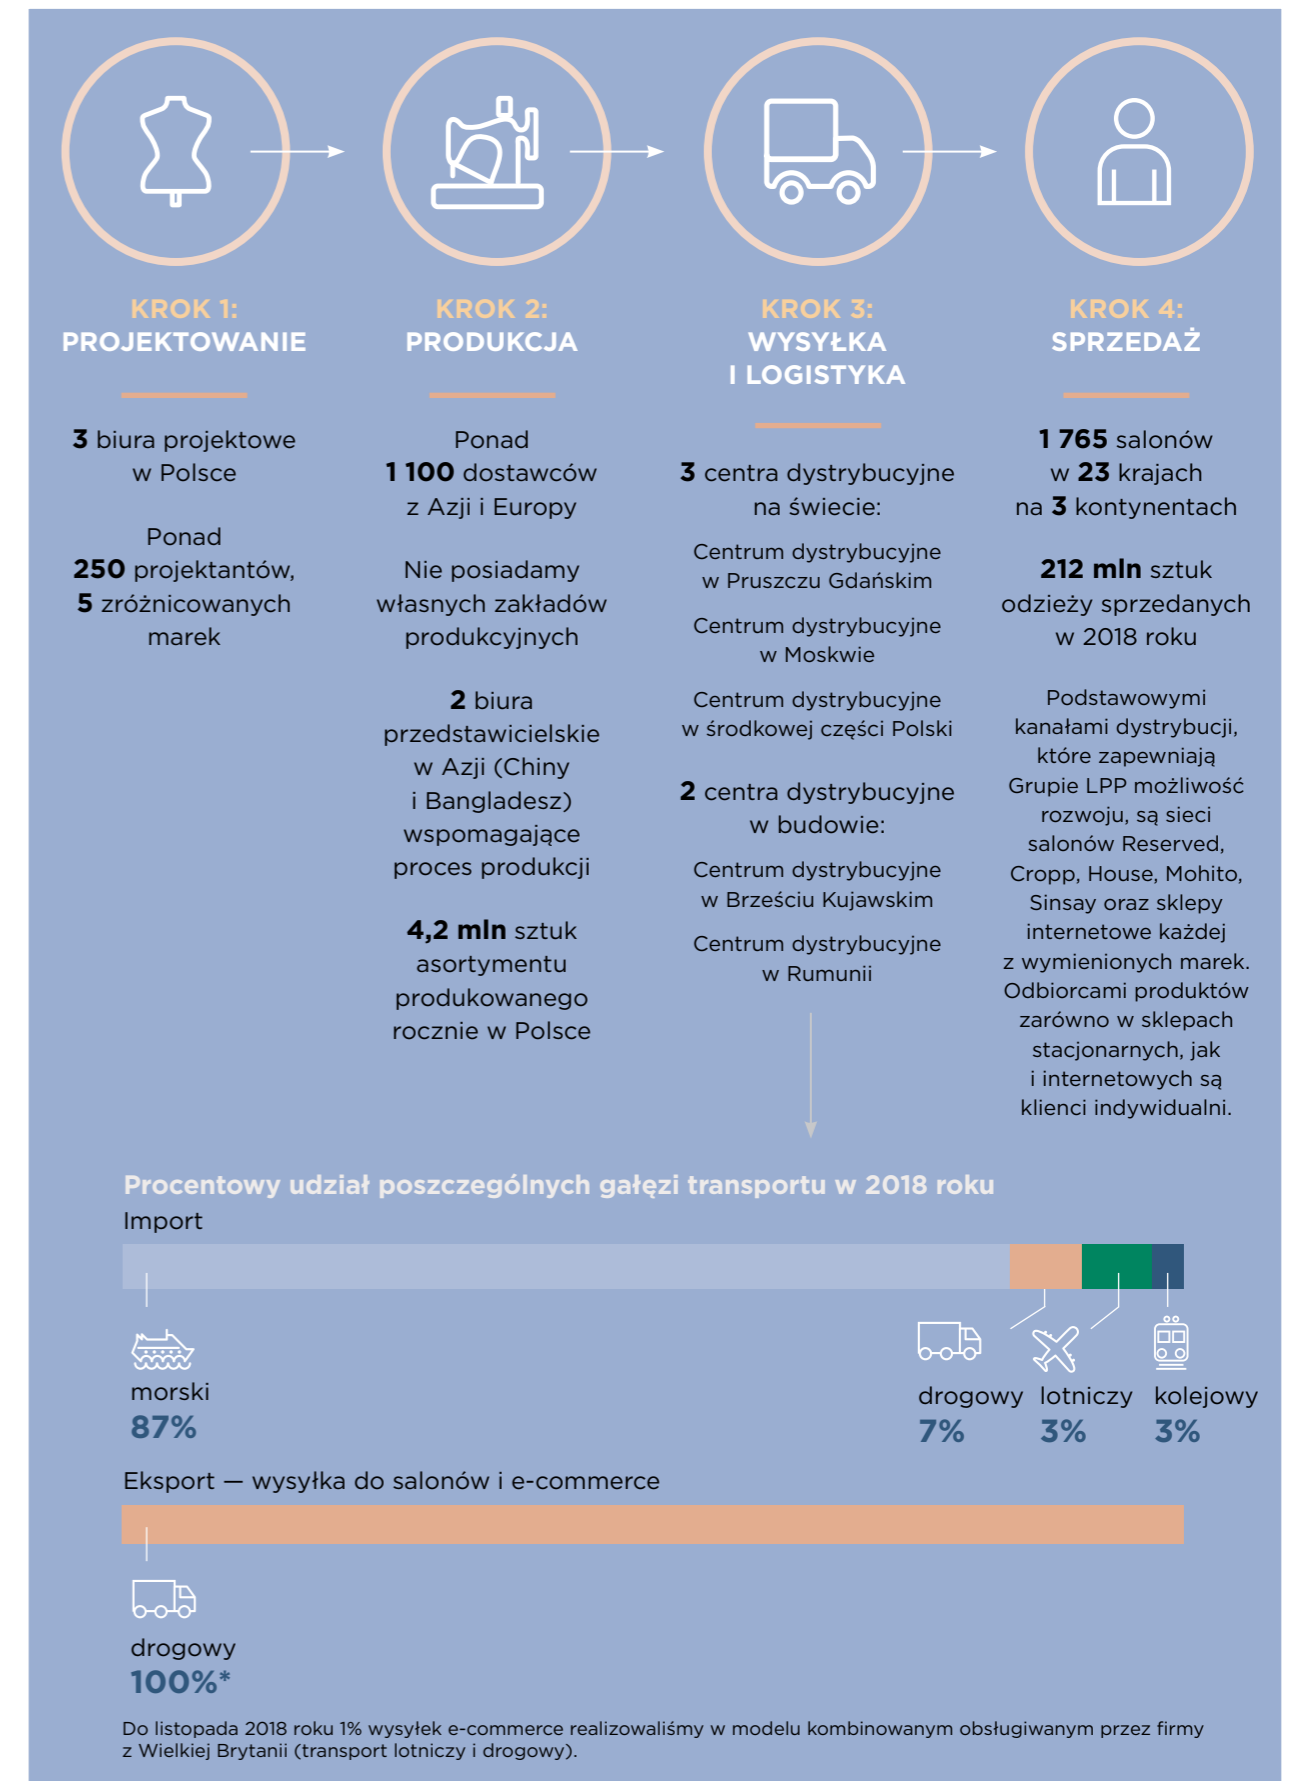 KROK 1:
PROJEKTOWANIE
3 biura projektowe
w Polsce
Ponad
250 projektantów,
5 zróżnicowanych
marek
KROK 2:
PRODUKCJA
Ponad
1 100 dostawców
z Azji i Europy
Nie posiadamy
własnych zakładów
produkcyjnych
2 biura
przedstawicielskie
w Azji (Chiny
i Bangladesz)
wspomagające
proces produkcji
4,2 mln sztuk
asortymentu
produkowanego
rocznie w Polsce
KROK 3:
WYSYŁKA
I LOGISTYKA
3 centra dystrybucyjne
na świecie:
Centrum dystrybucyjne
w Pruszczu Gdańskim
Centrum dystrybucyjne
w Moskwie
Centrum dystrybucyjne
w środkowej części Polski
2 centra dystrybucyjne
w budowie:
Centrum dystrybucyjne
w Brześciu Kujawskim
Centrum dystrybucyjne
w Rumunii
KROK 4:
SPRZEDAŻ
1 765 salonów
w 23 krajach
na 3 kontynentach
212 mln sztuk
odzieży sprzedanych
w 2018 roku
Podstawowymi
kanałami dystrybucji,
które zapewniają
Grupie LPP możliwość
rozwoju, są sieci
salonów Reserved,
Cropp, House, Mohito,
Sinsay oraz sklepy
internetowe każdej
z wymienionych marek.
Odbiorcami produktów
zarówno w sklepach
stacjonarnych, jak
i internetowych są
klienci indywidualni.
Procentowy udział poszczególnych gałęzi transportu w 2018 roku
Import
morski
87%
drogowy
7%
lotniczy
3%
kolejowy
3%
Eksport — wysyłka do salonów i e-commerce
drogowy
100%*
Do listopada 2018 roku 1% wysyłek e-commerce realizowaliśmy w modelu kombinowanym obsługiwanym przez firmy
z Wielkiej Brytanii (transport lotniczy i drogowy).